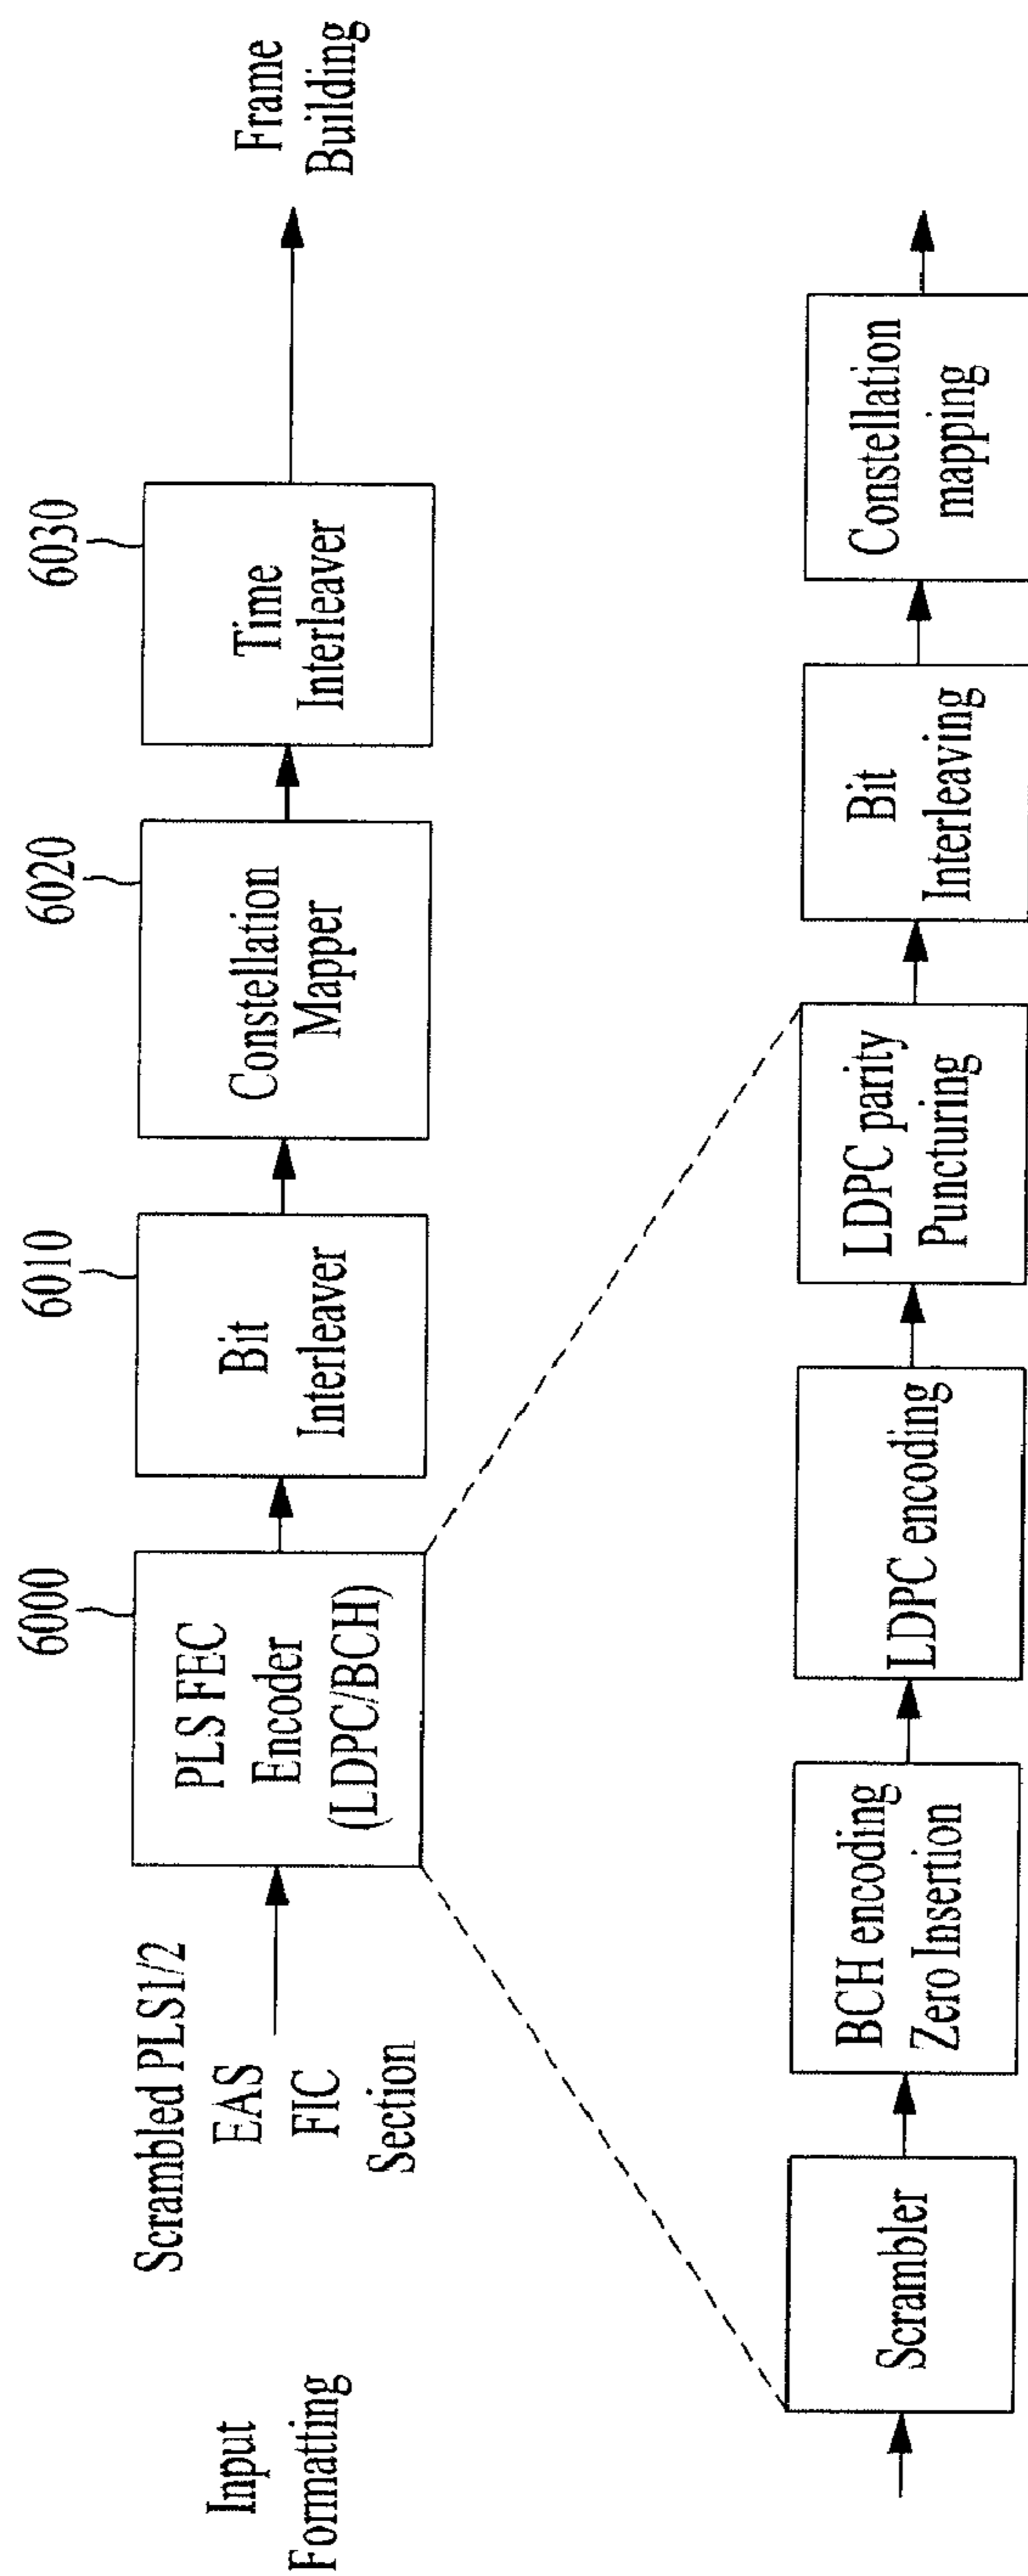 Input
Formatting
Scrambled PLS1/2
EAS
FIC
Section
6000
PLS FEC
Encoder
(LDPC/BCH)
6010
Bit
Interleaver
6020
Constellation
Mapper
6030
Time
Interleaver
Frame
Building
Scrambler
BCH encoding
Zero Insertion
LDPC encoding
LDPC parity
Puncturing
Bit
Interleaving
Constellation
mapping